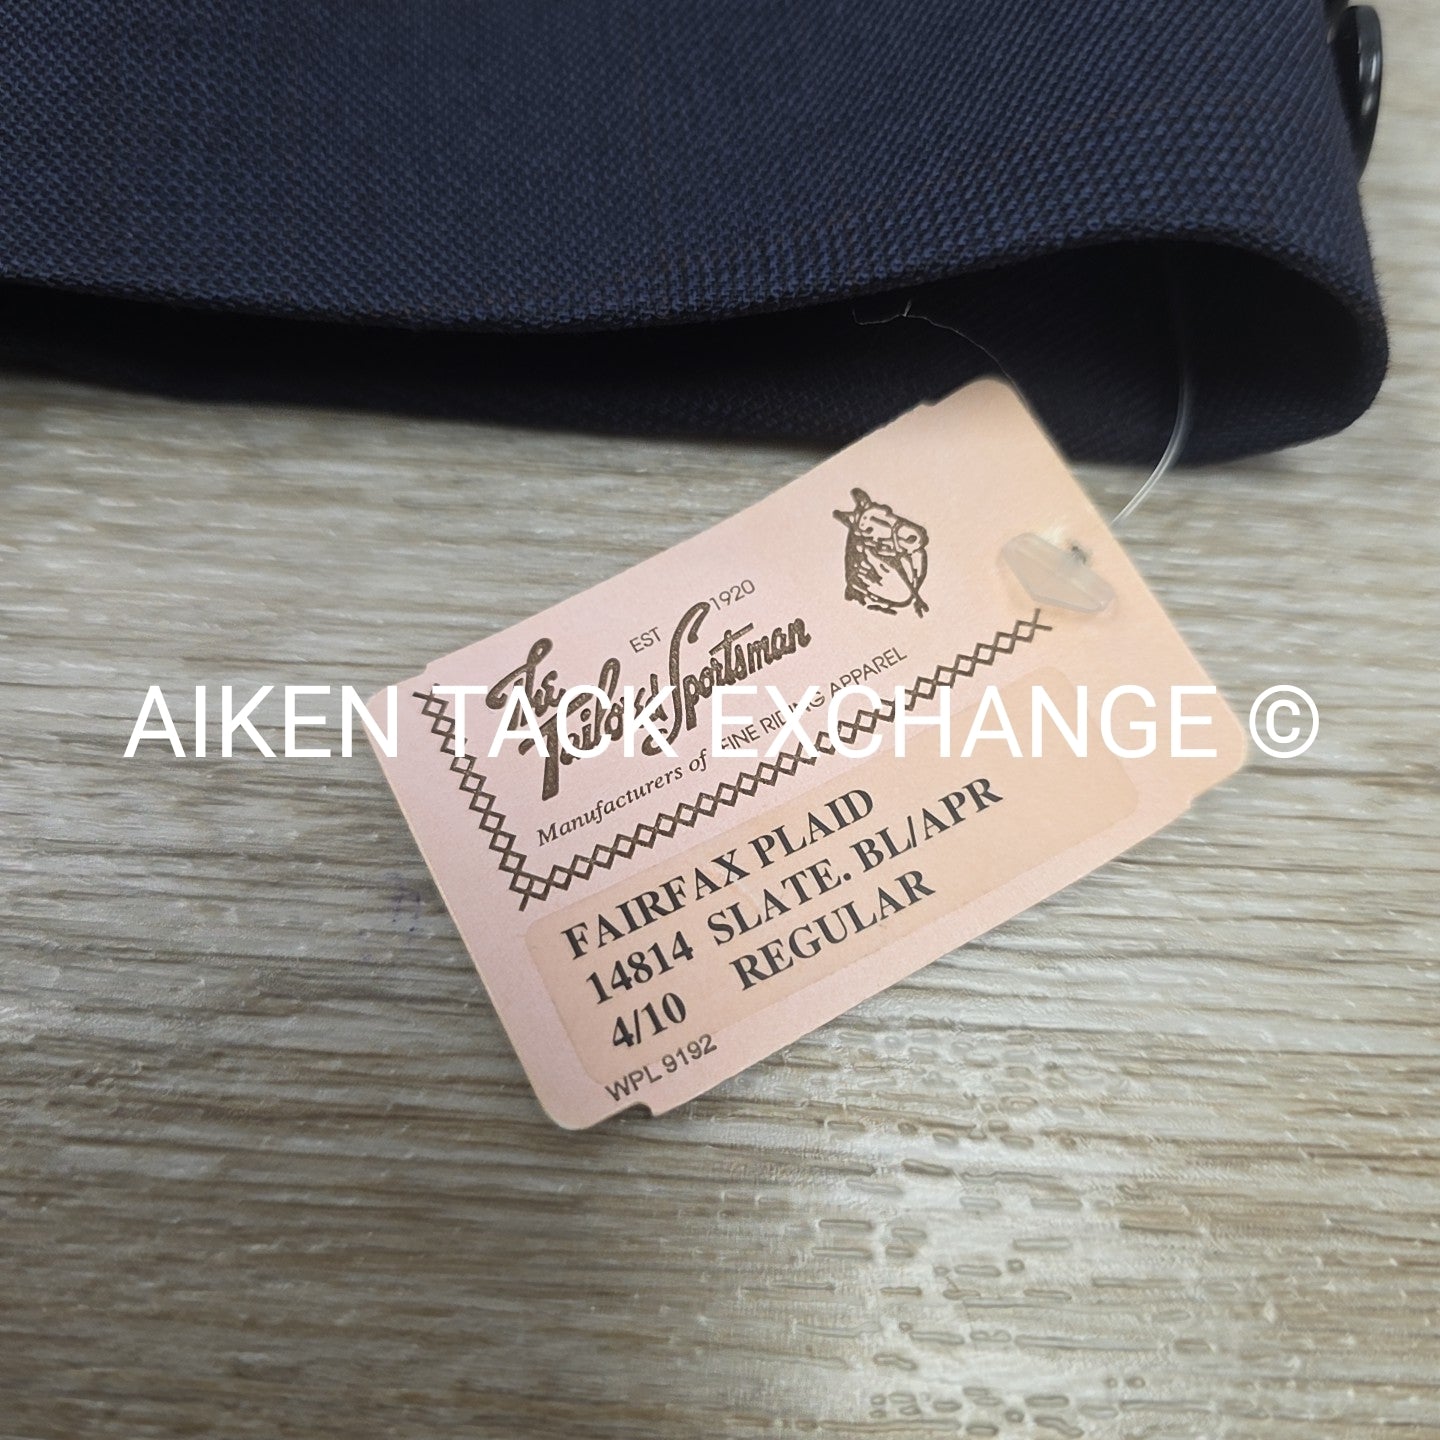 EST 1920
The
Tailored Sportsman
Manufacturers of FINE RIDING APPAREL
AIKEN TACK EXCHANGE ©
FAIRFAX PLAID
14814 SLATE. BL/APR
4/10 REGULAR
WPL 9192